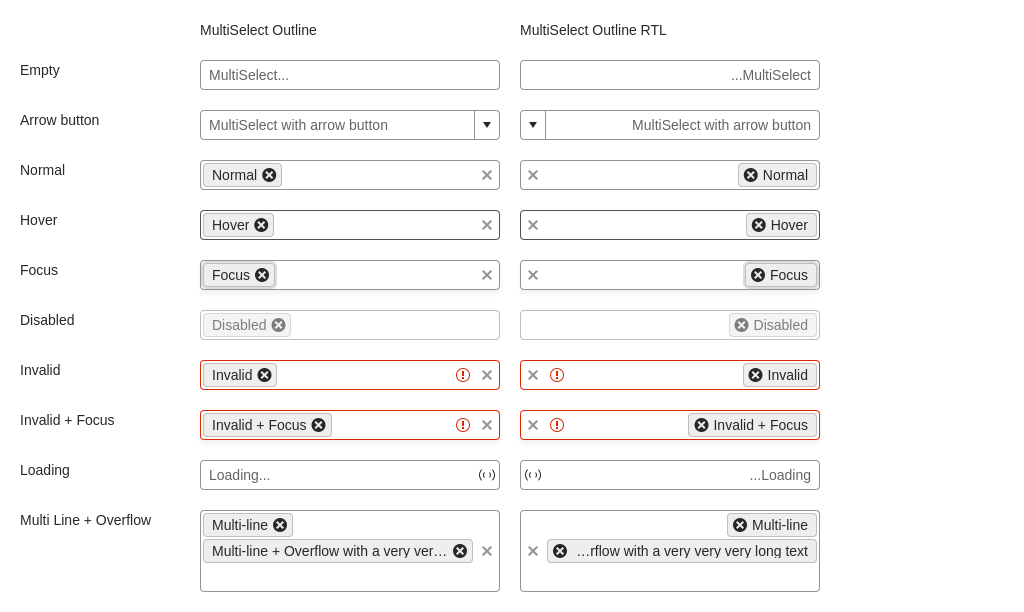 MultiSelect Outline MultiSelect Outline RTL
Empty MultiSelect... ...MultiSelect
Arrow button MultiSelect with arrow button MultiSelect with arrow button
Normal Normal Normal
Hover Hover Hover
Focus Focus Focus
Disabled Disabled Disabled
Invalid Invalid Invalid
Invalid + Focus Invalid + Focus Invalid + Focus
Loading Loading... ...Loading
Multi Line + Overflow Multi-line Multi-line
Multi-line + Overflow with a very ver… …rflow with a very very very long text